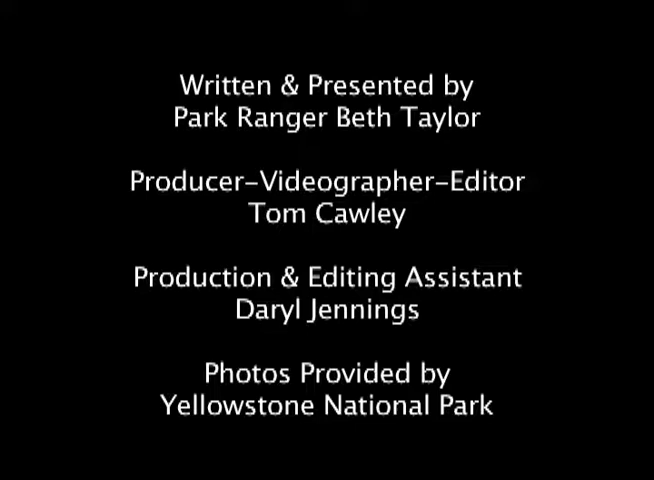 Written & Presented by
Park Ranger Beth Taylor
Producer-Videographer-Editor
Tom Cawley
Production & Editing Assistant
Daryl Jennings
Photos Provided by
Yellowstone National Park